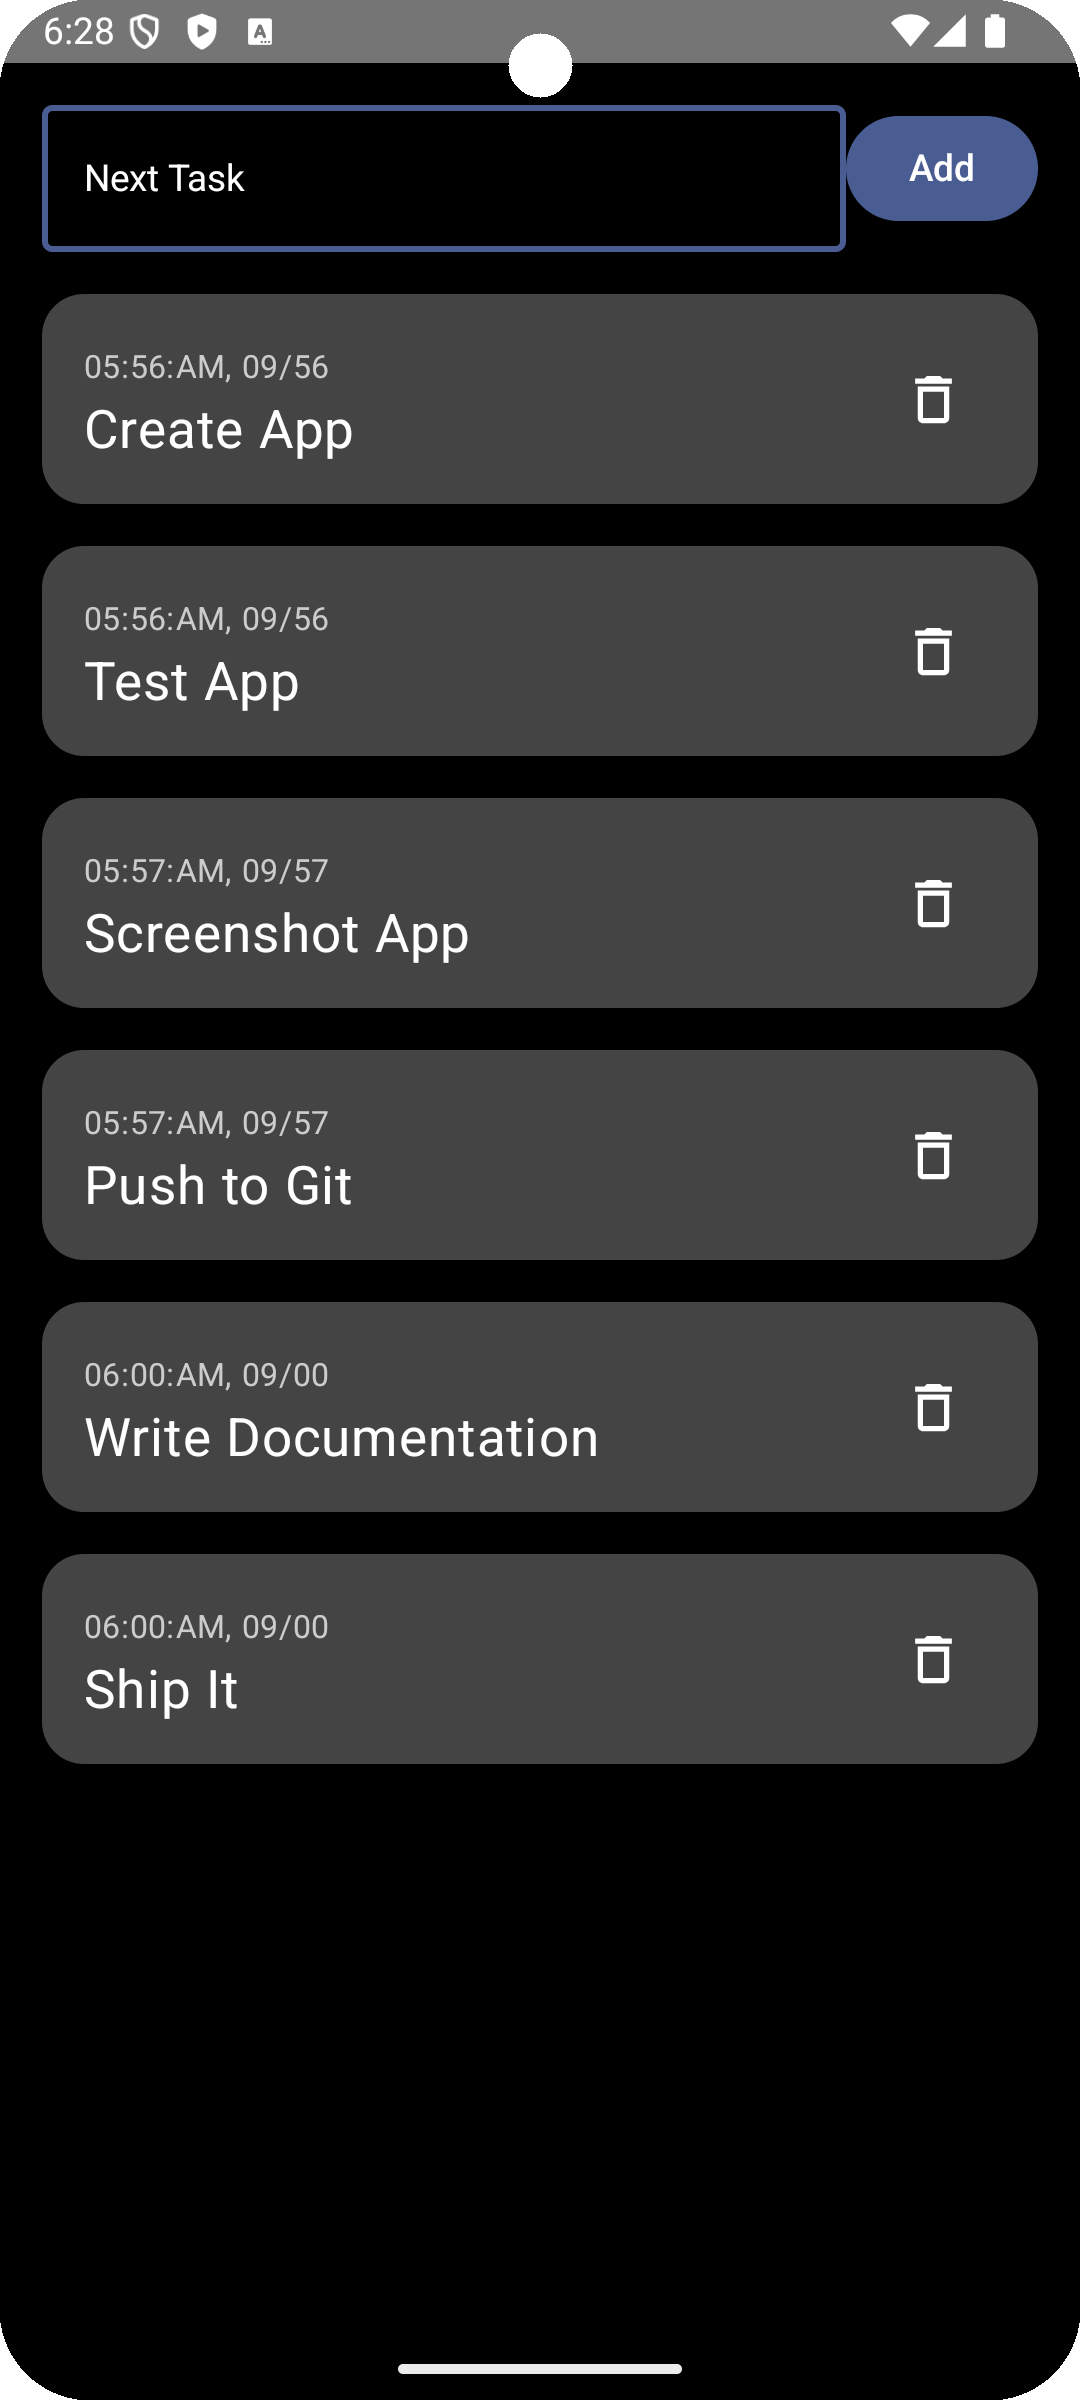 6:28
Next Task
Add
05:56:AM, 09/56
Create App
05:56:AM, 09/56
Test App
05:57:AM, 09/57
Screenshot App
05:57:AM, 09/57
Push to Git
06:00:AM, 09/00
Write Documentation
06:00:AM, 09/00
Ship It